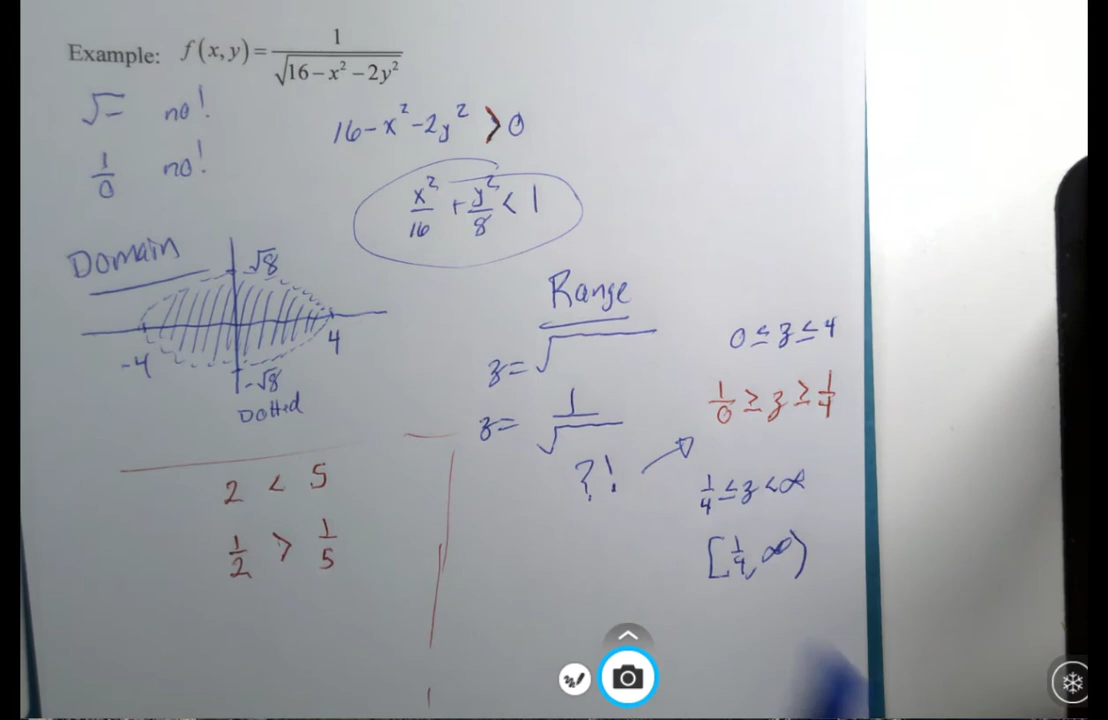 Example: f(x,y) = 1/√(16−x²−2y²)
√− no!
1/0 no!
16−x²−2y² > 0
x²/16 + y²/8 < 1
Domain
√8
-4
4
-√8
Dotted
2 < 5
1/2 > 1/5
Range
z = √
z = 1/√
?!
0 ≤ z ≤ 4
1/0 ≥ z ≥ 1/4
1/4 ≤ z < ∞
[1/4, ∞)